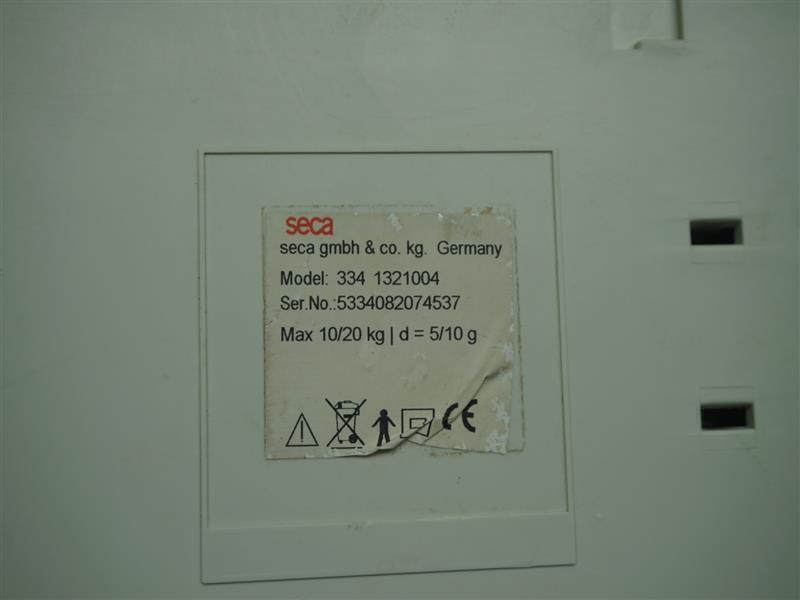 seca
seca gmbh & co. kg. Germany
Model: 334 1321004
Ser.No.:5334082074537
Max 10/20 kg | d = 5/10 g
CE